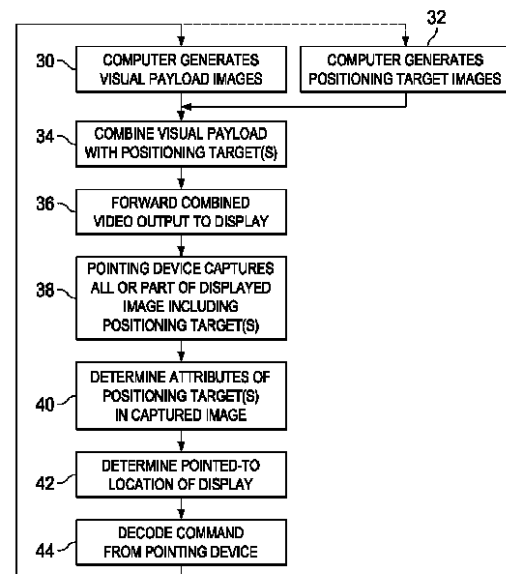 32
30
COMPUTER GENERATES
VISUAL PAYLOAD IMAGES
COMPUTER GENERATES
POSITIONING TARGET IMAGES
34
COMBINE VISUAL PAYLOAD
WITH POSITIONING TARGET(S)
36
FORWARD COMBINED
VIDEO OUTPUT TO DISPLAY
38
POINTING DEVICE CAPTURES
ALL OR PART OF DISPLAYED
IMAGE INCLUDING
POSITIONING TARGET(S)
40
DETERMINE ATTRIBUTES OF
POSITIONING TARGET(S)
IN CAPTURED IMAGE
42
DETERMINE POINTED-TO
LOCATION OF DISPLAY
44
DECODE COMMAND
FROM POINTING DEVICE